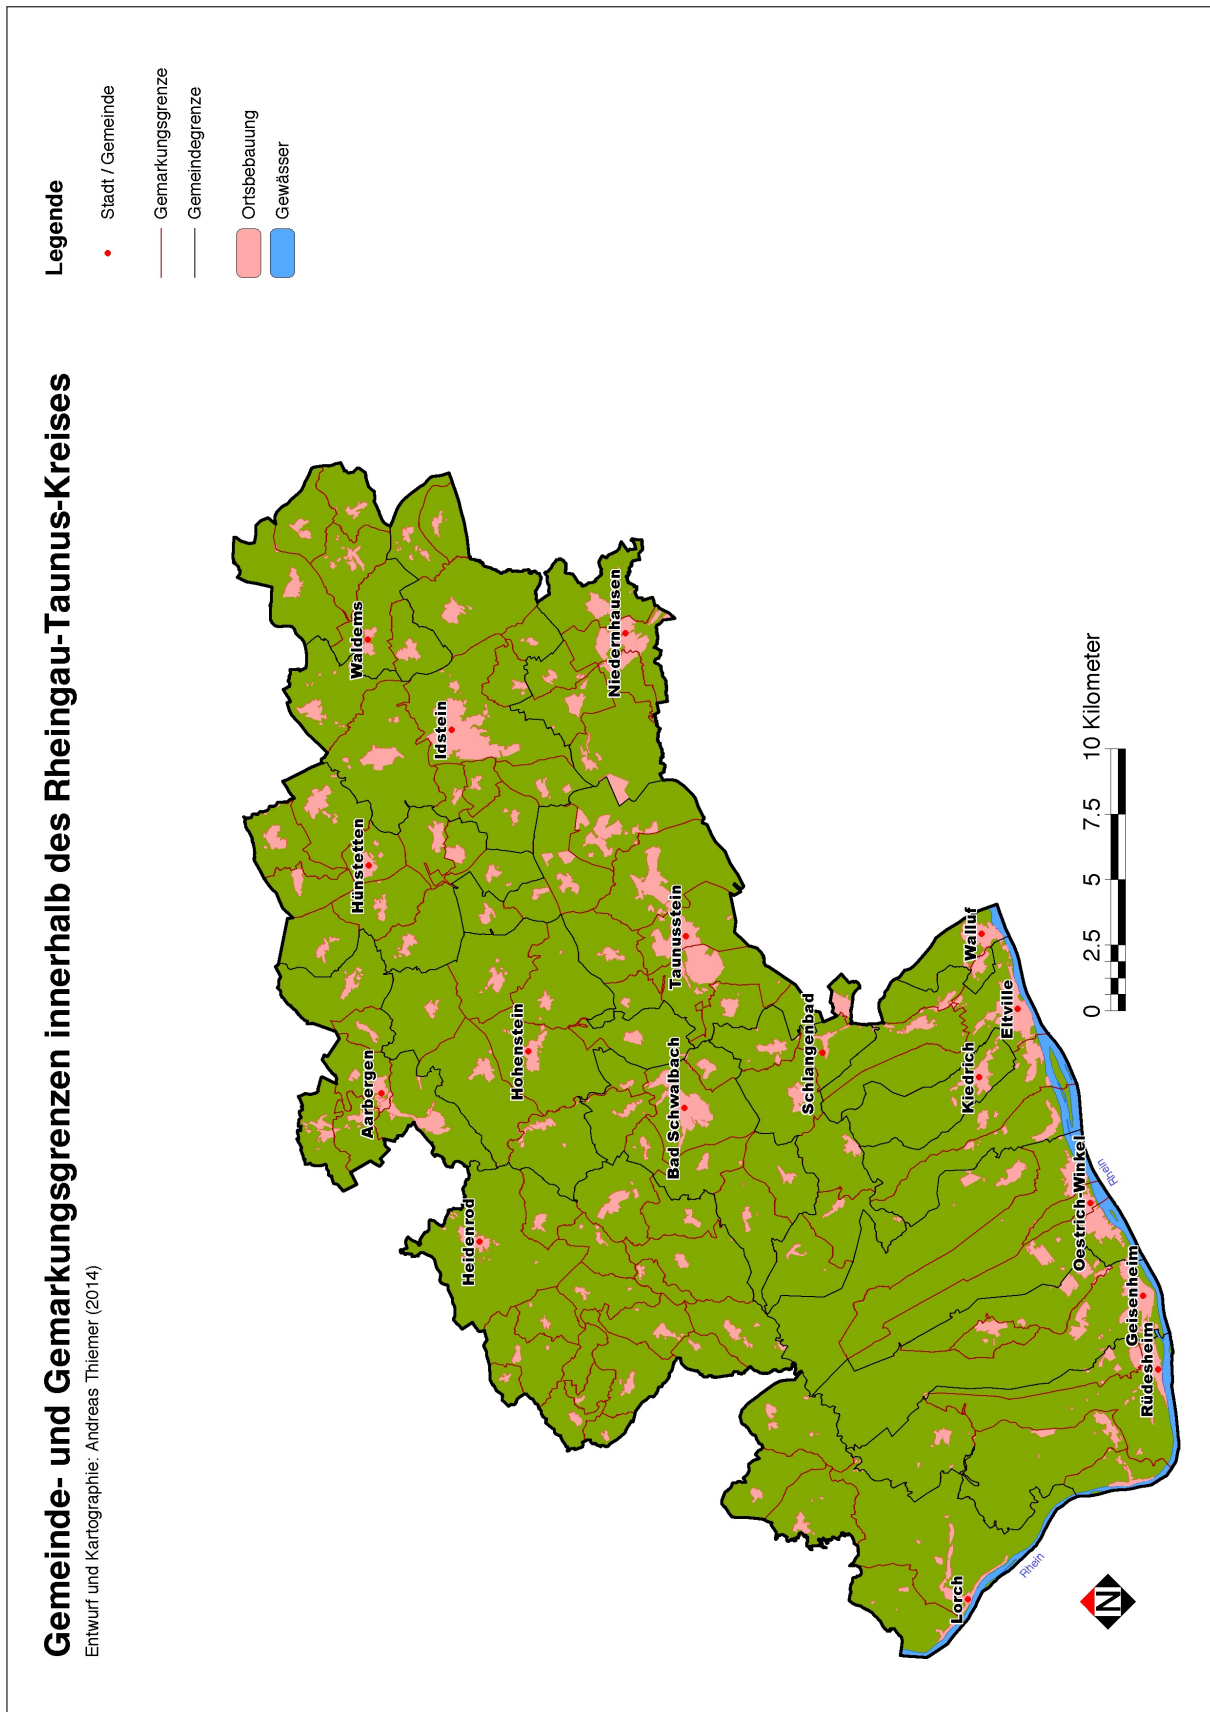 Gemeinde- und Gemarkungsgrenzen innerhalb des Rheingau-Taunus-Kreises
Entwurf und Kartographie: Andreas Thiemer (2014)
Legende
Stadt / Gemeinde
Gemarkungsgrenze
Gemeindegrenze
Ortsbebauung
Gewässer
Waldems
Hünstetten
Aarbergen
Idstein
Heidenrod
Hohenstein
Niedernhausen
Taunusstein
Bad Schwalbach
Schlangenbad
Walluf
Kiedrich
Eltville
Lorch
Oestrich-Winkel
Rhein
Geisenheim
Rüdesheim
Rhein
0 2.5 5 7.5 10 Kilometer
N